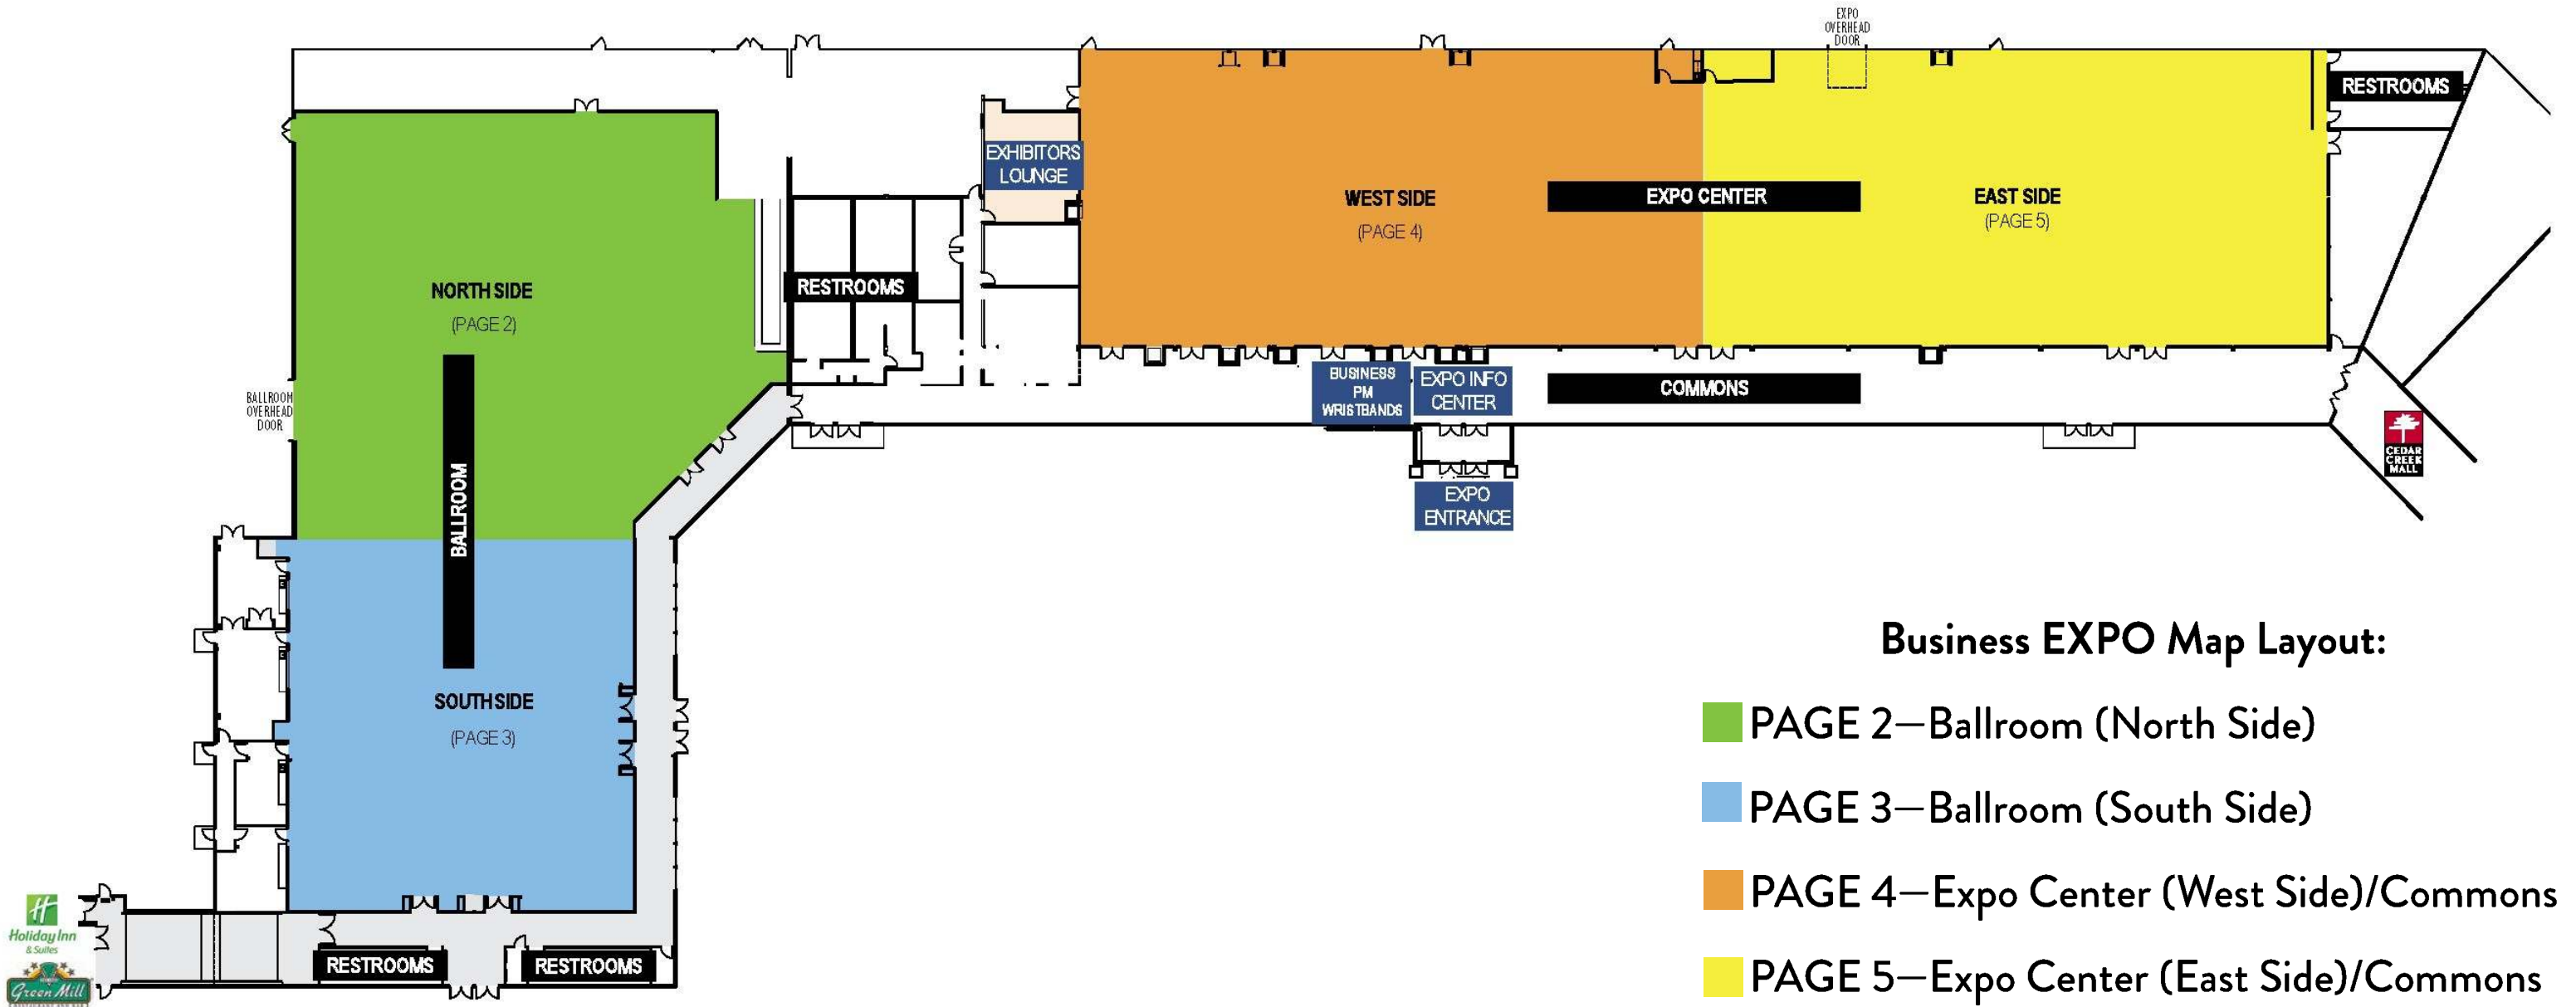 EXPO
OVERHEAD
DOOR
RESTROOMS
EXHIBITORS
LOUNGE
WEST SIDE
(PAGE 4)
EXPO CENTER
EAST SIDE
(PAGE 5)
NORTH SIDE
(PAGE 2)
RESTROOMS
BALLROOM
OVERHEAD
DOOR
BUSINESS
PM
WRISTBANDS
EXPO INFO
CENTER
COMMONS
CEDAR
CREEK
MALL
BALLROOM
EXPO
ENTRANCE
SOUTH SIDE
(PAGE 3)
Business EXPO Map Layout:
PAGE 2—Ballroom (North Side)
PAGE 3—Ballroom (South Side)
PAGE 4—Expo Center (West Side)/Commons
PAGE 5—Expo Center (East Side)/Commons
H
Holiday Inn
& Suites
Green Mill
RESTROOMS
RESTROOMS